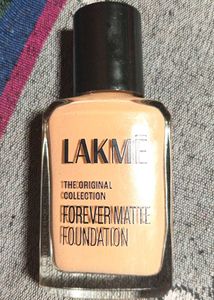 LAKMĒ
THE ORIGINAL
COLLECTION
FOREVER MATTE
FOUNDATION